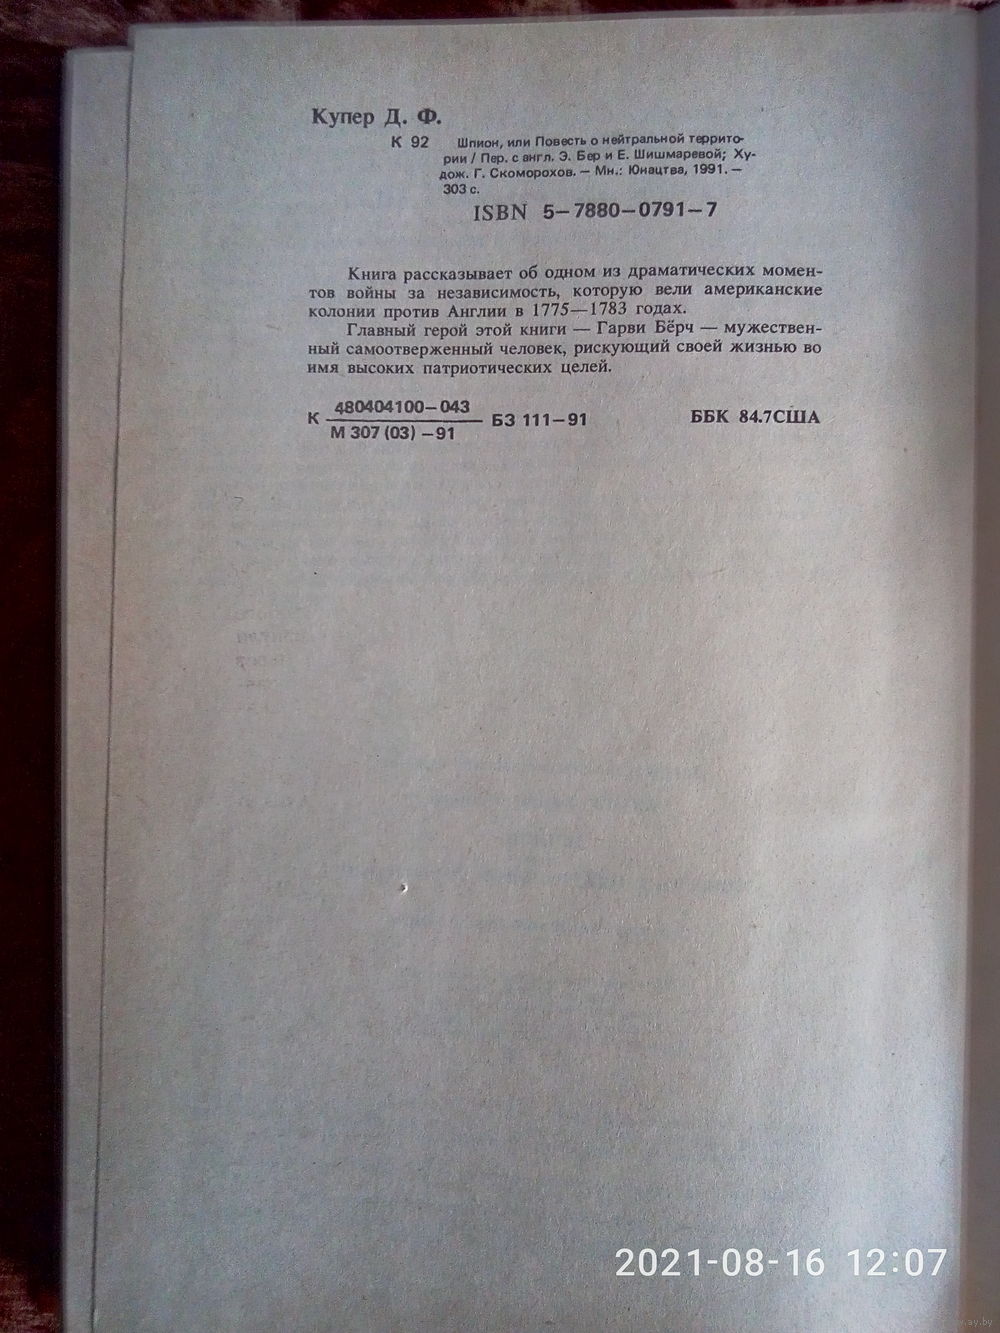 Купер Д. Ф.
К 92 Шпион, или Повесть о нейтральной террито-
рии / Пер. с англ. Э. Бер и Е. Шишмаревой; Ху-
дож. Г. Скоморохов. — Мн.: Юнацтва, 1991. —
303 с.
ISBN 5—7880—0791—7
Книга рассказывает об одном из драматических момен-
тов войны за независимость, которую вели американские
колонии против Англии в 1775—1783 годах.
Главный герой этой книги — Гарви Бёрч — мужествен-
ный самоотверженный человек, рискующий своей жизнью во
имя высоких патриотических целей.
К 480404100—043
М 307 (03) —91 БЗ 111—91 ББК 84.7США
2021-08-16 12:07